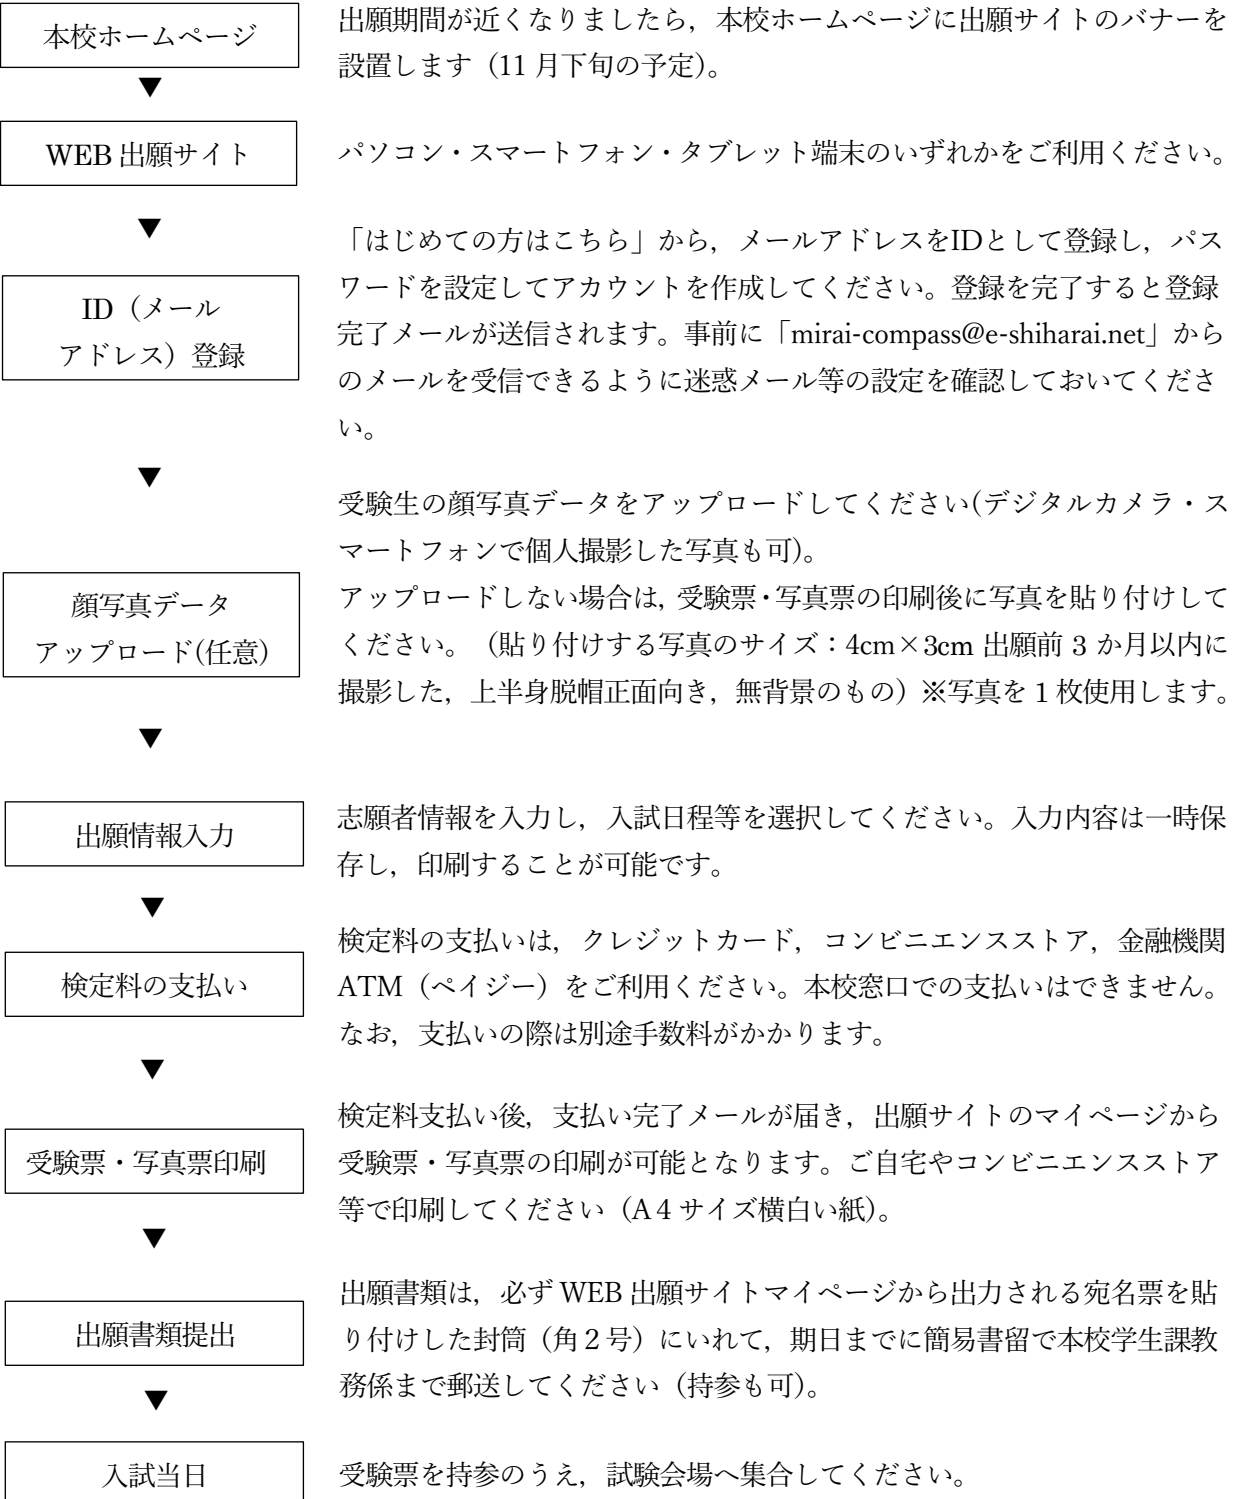 本校ホームページ
出願期間が近くなりましたら，本校ホームページに出願サイトのバナーを
設置します（11 月下旬の予定）。
▼
WEB 出願サイト
パソコン・スマートフォン・タブレット端末のいずれかをご利用ください。
▼
ID（メール
アドレス）登録
「はじめての方はこちら」から，メールアドレスをIDとして登録し，パス
ワードを設定してアカウントを作成してください。登録を完了すると登録
完了メールが送信されます。事前に「mirai-compass@e-shiharai.net」から
のメールを受信できるように迷惑メール等の設定を確認しておいてくださ
い。
▼
顔写真データ
アップロード(任意)
受験生の顔写真データをアップロードしてください(デジタルカメラ・ス
マートフォンで個人撮影した写真も可)。
アップロードしない場合は，受験票・写真票の印刷後に写真を貼り付けして
ください。（貼り付けする写真のサイズ：4cm×3cm 出願前 3 か月以内に
撮影した，上半身脱帽正面向き，無背景のもの）※写真を 1 枚使用します。
▼
出願情報入力
志願者情報を入力し，入試日程等を選択してください。入力内容は一時保
存し，印刷することが可能です。
▼
検定料の支払い
検定料の支払いは，クレジットカード，コンビニエンスストア，金融機関
ATM（ペイジー）をご利用ください。本校窓口での支払いはできません。
なお，支払いの際は別途手数料がかかります。
▼
受験票・写真票印刷
検定料支払い後，支払い完了メールが届き，出願サイトのマイページから
受験票・写真票の印刷が可能となります。ご自宅やコンビニエンスストア
等で印刷してください（A４サイズ横白い紙）。
▼
出願書類提出
出願書類は，必ず WEB 出願サイトマイページから出力される宛名票を貼
り付けした封筒（角２号）にいれて，期日までに簡易書留で本校学生課教
務係まで郵送してください（持参も可）。
▼
入試当日
受験票を持参のうえ，試験会場へ集合してください。